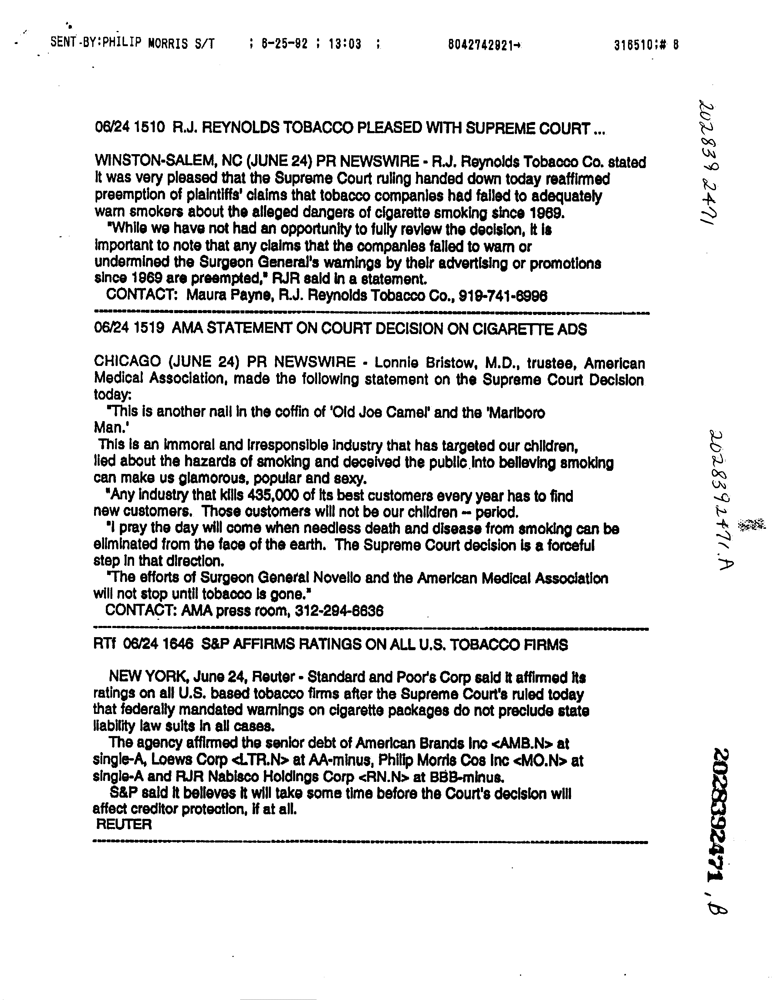 SENT-BY:PHILIP MORRIS S/T ; 6-25-92 ; 13:03 ; 8042742921→ 318510;# 8
06/24 1510 R.J. REYNOLDS TOBACCO PLEASED WITH SUPREME COURT ...
WINSTON-SALEM, NC (JUNE 24) PR NEWSWIRE - R.J. Reynolds Tobacco Co. stated
it was very pleased that the Supreme Court ruling handed down today reaffirmed
preemption of plaintiffs' claims that tobacco companies had failed to adequately
warn smokers about the alleged dangers of cigarette smoking since 1969.
"While we have not had an opportunity to fully review the decision, it is
important to note that any claims that the companies failed to warn or
undermined the Surgeon General's warnings by their advertising or promotions
since 1969 are preempted," RJR said in a statement.
CONTACT: Maura Payne, R.J. Reynolds Tobacco Co., 919-741-6996
06/24 1519 AMA STATEMENT ON COURT DECISION ON CIGARETTE ADS
CHICAGO (JUNE 24) PR NEWSWIRE - Lonnie Bristow, M.D., trustee, American
Medical Association, made the following statement on the Supreme Court Decision
today:
"This is another nail in the coffin of 'Old Joe Camel' and the 'Marlboro
Man.'
This is an immoral and irresponsible industry that has targeted our children,
lied about the hazards of smoking and deceived the public into believing smoking
can make us glamorous, popular and sexy.
"Any industry that kills 435,000 of its best customers every year has to find
new customers. Those customers will not be our children -- period.
"I pray the day will come when needless death and disease from smoking can be
eliminated from the face of the earth. The Supreme Court decision is a forceful
step in that direction.
"The efforts of Surgeon General Novello and the American Medical Association
will not stop until tobacco is gone."
CONTACT: AMA press room, 312-294-6636
RTf 06/24 1646 S&P AFFIRMS RATINGS ON ALL U.S. TOBACCO FIRMS
NEW YORK, June 24, Reuter - Standard and Poor's Corp said it affirmed its
ratings on all U.S. based tobacco firms after the Supreme Court's ruled today
that federally mandated warnings on cigarette packages do not preclude state
liability law suits in all cases.
The agency affirmed the senior debt of American Brands Inc <AMB.N> at
single-A, Loews Corp <LTR.N> at AA-minus, Philip Morris Cos Inc <MO.N> at
single-A and RJR Nabisco Holdings Corp <RN.N> at BBB-minus.
S&P said it believes it will take some time before the Court's decision will
affect creditor protection, if at all.
REUTER
202839 2471
2028392471.A
2028392471 , B